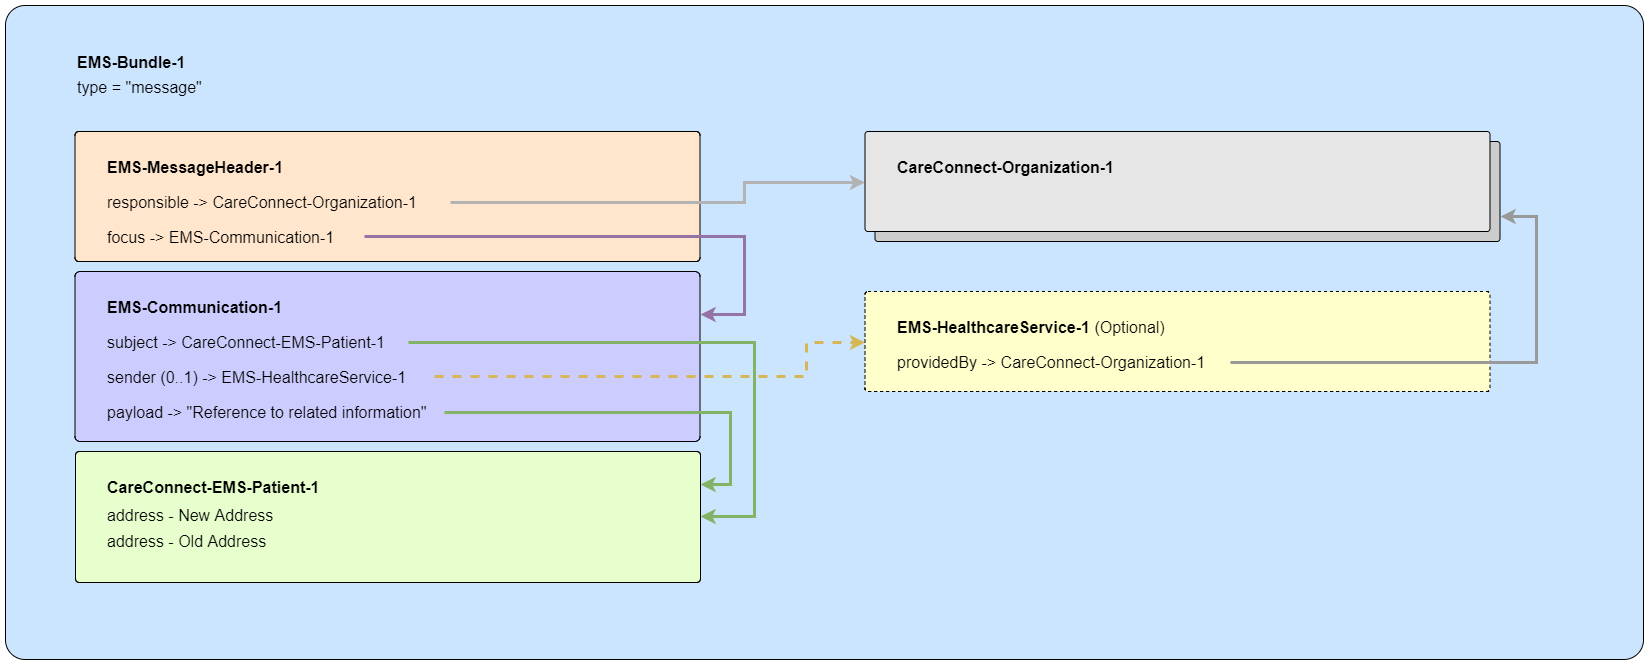 EMS-Bundle-1
type = "message"
EMS-MessageHeader-1
responsible -> CareConnect-Organization-1
focus -> EMS-Communication-1
EMS-Communication-1
subject -> CareConnect-EMS-Patient-1
sender (0..1) -> EMS-HealthcareService-1
payload -> "Reference to related information"
CareConnect-EMS-Patient-1
address - New Address
address - Old Address
CareConnect-Organization-1
EMS-HealthcareService-1 (Optional)
providedBy -> CareConnect-Organization-1